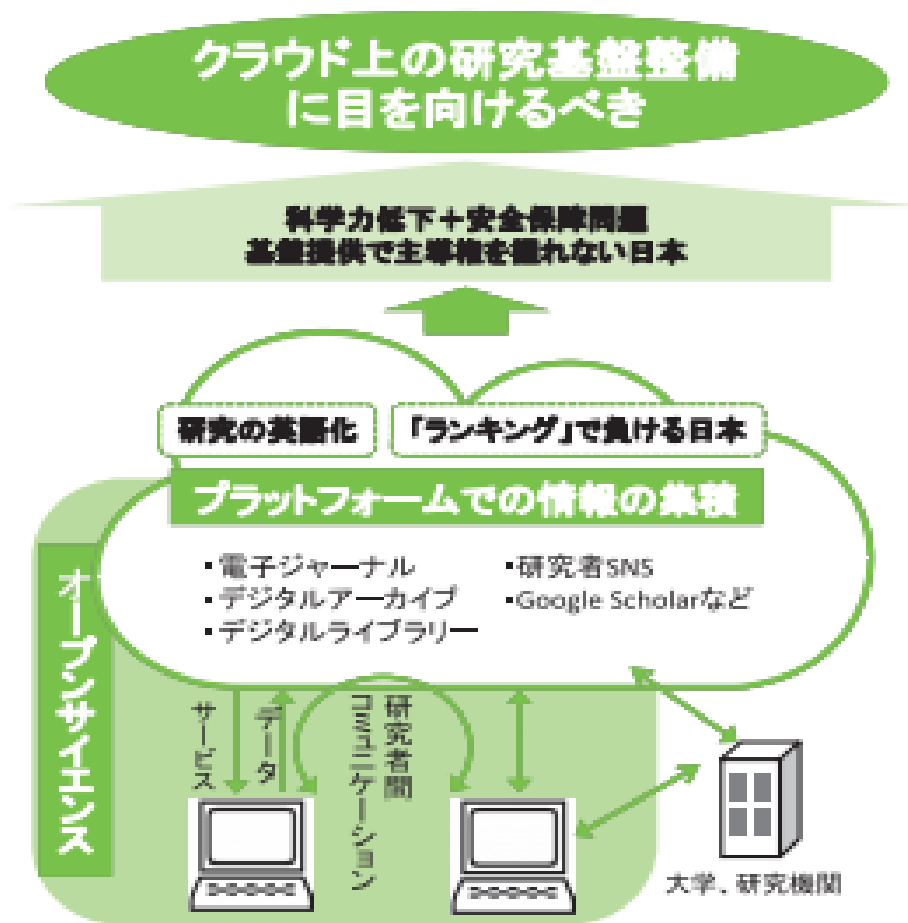 クラウド上の研究基盤整備
に目を向けるべき
科学力低下＋安全保障問題
基盤提供で主導権を握れない日本
研究の英語化
「ランキング」で負ける日本
プラットフォームでの情報の集積
▪電子ジャーナル
▪デジタルアーカイブ
▪デジタルライブラリー
▪研究者SNS
▪Google Scholarなど
オープンサイエンス
サービス
データ
研究者間
コミュニケーション
大学、研究機関